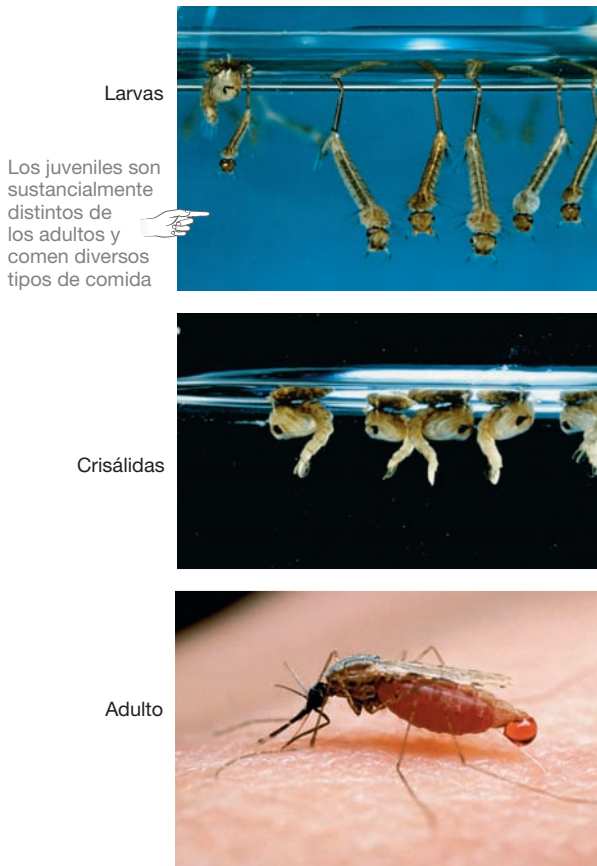 Larvas
Los juveniles son
sustancialmente
distintos de
los adultos y
comen diversos
tipos de comida
Crisálidas
Adulto